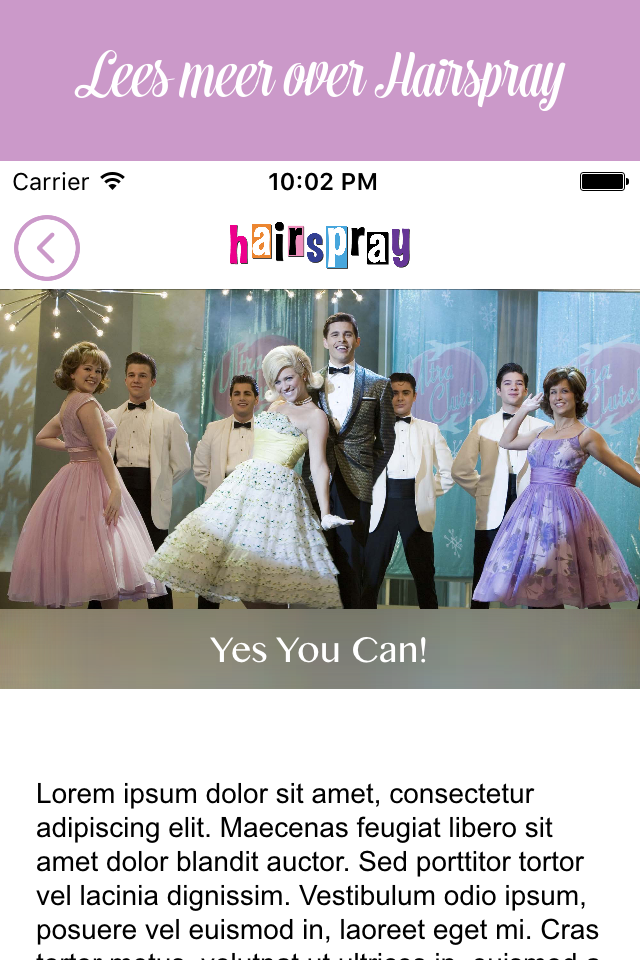 Lees meer over Hairspray
Carrier 10:02 PM
hairspray
Yes You Can!
Lorem ipsum dolor sit amet, consectetur
adipiscing elit. Maecenas feugiat libero sit
amet dolor blandit auctor. Sed porttitor tortor
vel lacinia dignissim. Vestibulum odio ipsum,
posuere vel euismod in, laoreet eget mi. Cras